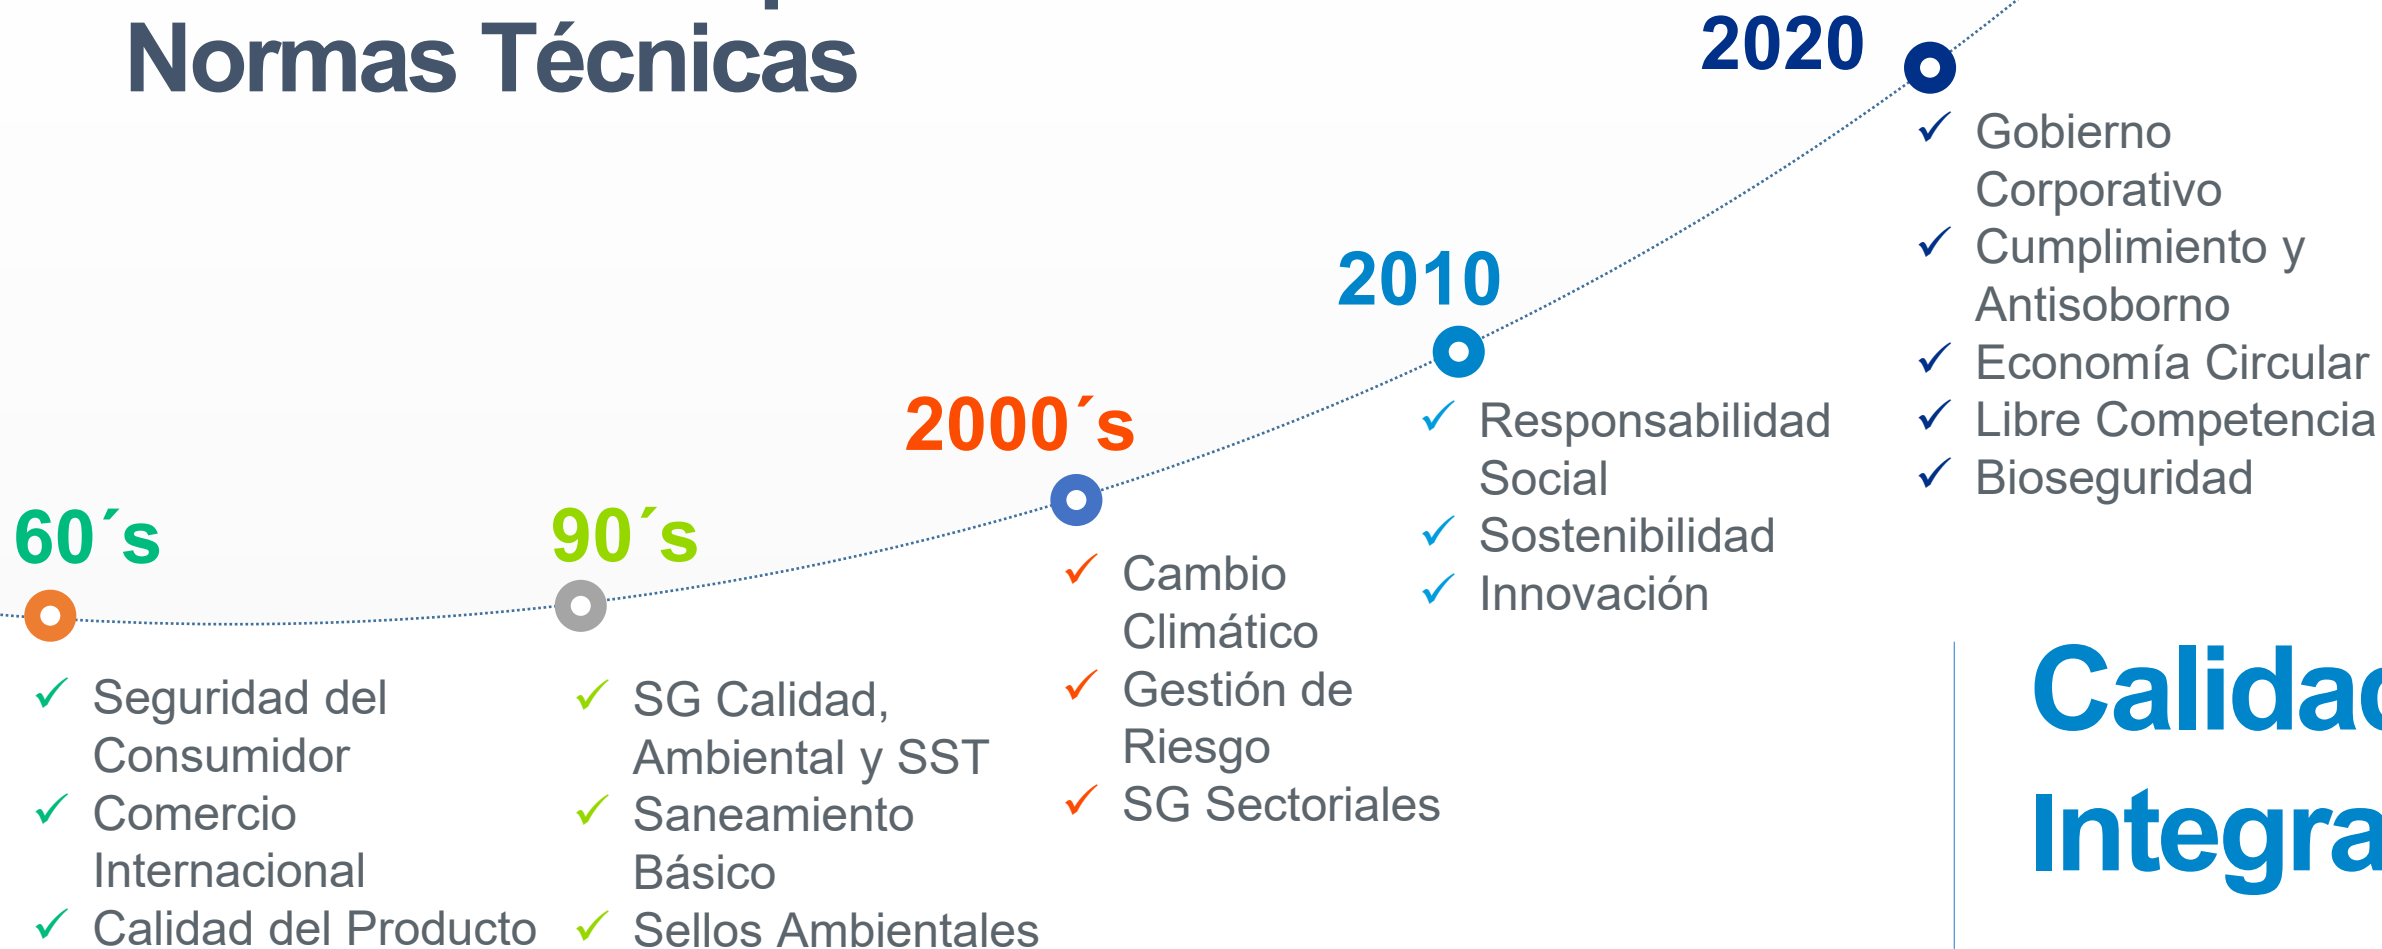 Normas Técnicas
60´s
✓ Seguridad del
Consumidor
✓ Comercio
Internacional
✓ Calidad del Producto
90´s
✓ SG Calidad,
Ambiental y SST
✓ Saneamiento
Básico
✓ Sellos Ambientales
2000´s
✓ Cambio
Climático
✓ Gestión de
Riesgo
✓ SG Sectoriales
2010
✓ Responsabilidad
Social
✓ Sostenibilidad
✓ Innovación
2020
✓ Gobierno
Corporativo
✓ Cumplimiento y
Antisoborno
✓ Economía Circular
✓ Libre Competencia
✓ Bioseguridad
Calidad
Integra